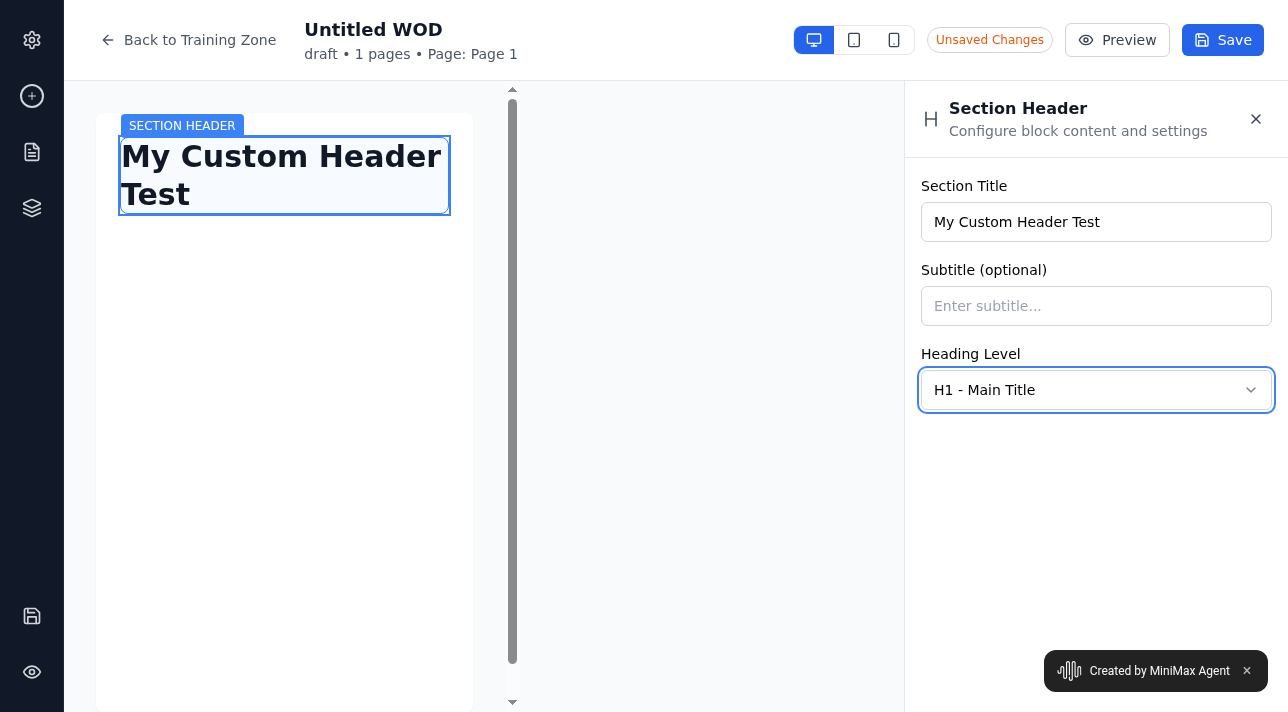 Back to Training Zone
Untitled WOD
draft • 1 pages • Page: Page 1
Unsaved Changes
Preview
Save
SECTION HEADER
My Custom Header
Test
Section Header
Configure block content and settings
Section Title
My Custom Header Test
Subtitle (optional)
Enter subtitle...
Heading Level
H1 - Main Title
Created by MiniMax Agent